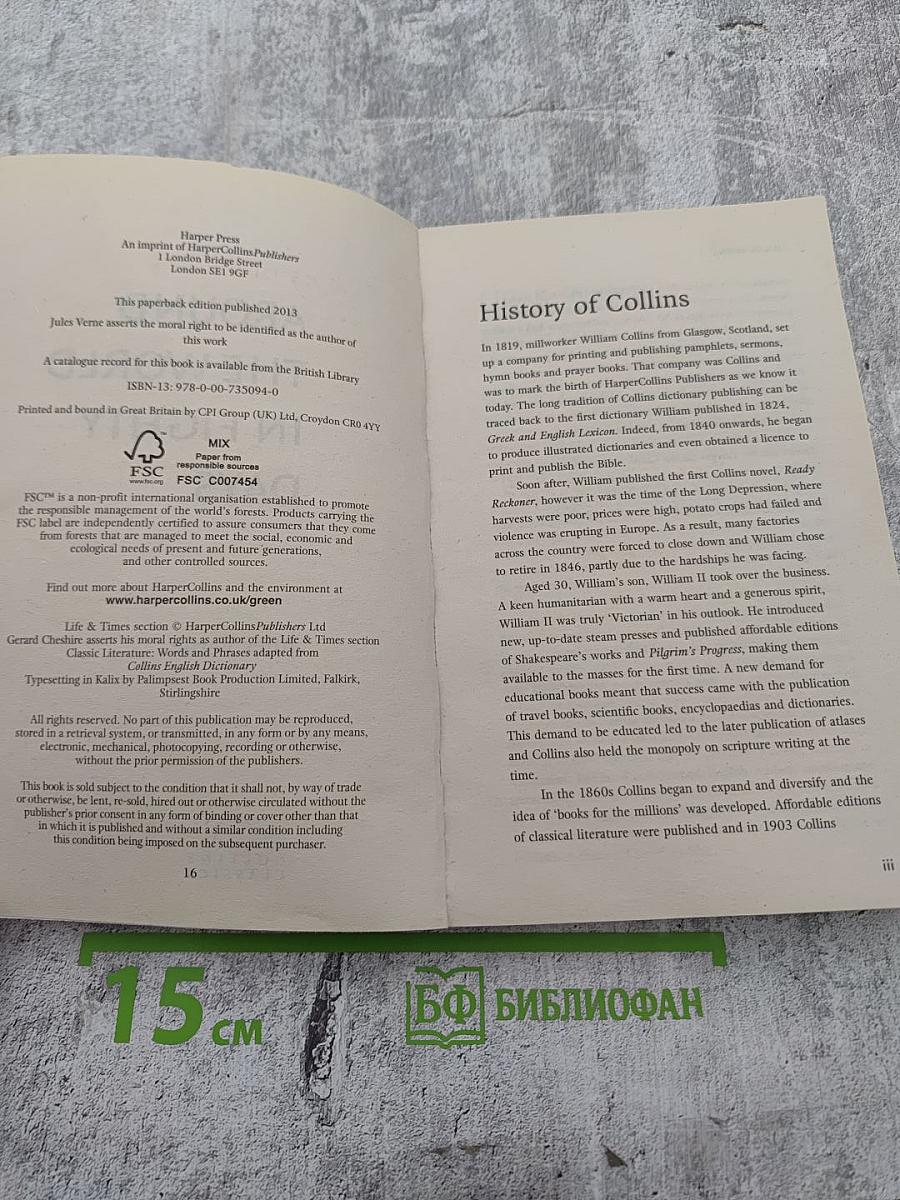 Harper Press
An imprint of HarperCollinsPublishers
1 London Bridge Street
London SE1 9GF
This paperback edition published 2013
Jules Verne asserts the moral right to be identified as the author of
this work
A catalogue record for this book is available from the British Library
ISBN-13: 978-0-00-735094-0
Printed and bound in Great Britain by CPI Group (UK) Ltd, Croydon CR0 4YY
FSC
www.fsc.org
MIX
Paper from
responsible sources
FSC® C007454
FSC™ is a non-profit international organisation established to promote
the responsible management of the world's forests. Products carrying the
FSC label are independently certified to assure consumers that they come
from forests that are managed to meet the social, economic and
ecological needs of present and future generations,
and other controlled sources.
Find out more about HarperCollins and the environment at
www.harpercollins.co.uk/green
Life & Times section © HarperCollinsPublishers Ltd
Gerard Cheshire asserts his moral rights as author of the Life & Times section
Classic Literature: Words and Phrases adapted from
Collins English Dictionary
Typesetting in Kalix by Palimpsest Book Production Limited, Falkirk,
Stirlingshire
All rights reserved. No part of this publication may be reproduced,
stored in a retrieval system, or transmitted, in any form or by any means,
electronic, mechanical, photocopying, recording or otherwise,
without the prior permission of the publishers.
This book is sold subject to the condition that it shall not, by way of trade
or otherwise, be lent, re-sold, hired out or otherwise circulated without the
publisher's prior consent in any form of binding or cover other than that
in which it is published and without a similar condition including
this condition being imposed on the subsequent purchaser.
16
History of Collins
In 1819, millworker William Collins from Glasgow, Scotland, set
up a company for printing and publishing pamphlets, sermons,
hymn books and prayer books. That company was Collins and
was to mark the birth of HarperCollins Publishers as we know it
today. The long tradition of Collins dictionary publishing can be
traced back to the first dictionary William published in 1824,
Greek and English Lexicon. Indeed, from 1840 onwards, he began
to produce illustrated dictionaries and even obtained a licence to
print and publish the Bible.
Soon after, William published the first Collins novel, Ready
Reckoner, however it was the time of the Long Depression, where
harvests were poor, prices were high, potato crops had failed and
violence was erupting in Europe. As a result, many factories
across the country were forced to close down and William chose
to retire in 1846, partly due to the hardships he was facing.
Aged 30, William's son, William II took over the business.
A keen humanitarian with a warm heart and a generous spirit,
William II was truly 'Victorian' in his outlook. He introduced
new, up-to-date steam presses and published affordable editions
of Shakespeare's works and Pilgrim's Progress, making them
available to the masses for the first time. A new demand for
educational books meant that success came with the publication
of travel books, scientific books, encyclopaedias and dictionaries.
This demand to be educated led to the later publication of atlases
and Collins also held the monopoly on scripture writing at the
time.
In the 1860s Collins began to expand and diversify and the
idea of 'books for the millions' was developed. Affordable editions
of classical literature were published and in 1903 Collins
iii
15 см
БФ БИБЛИОФАН